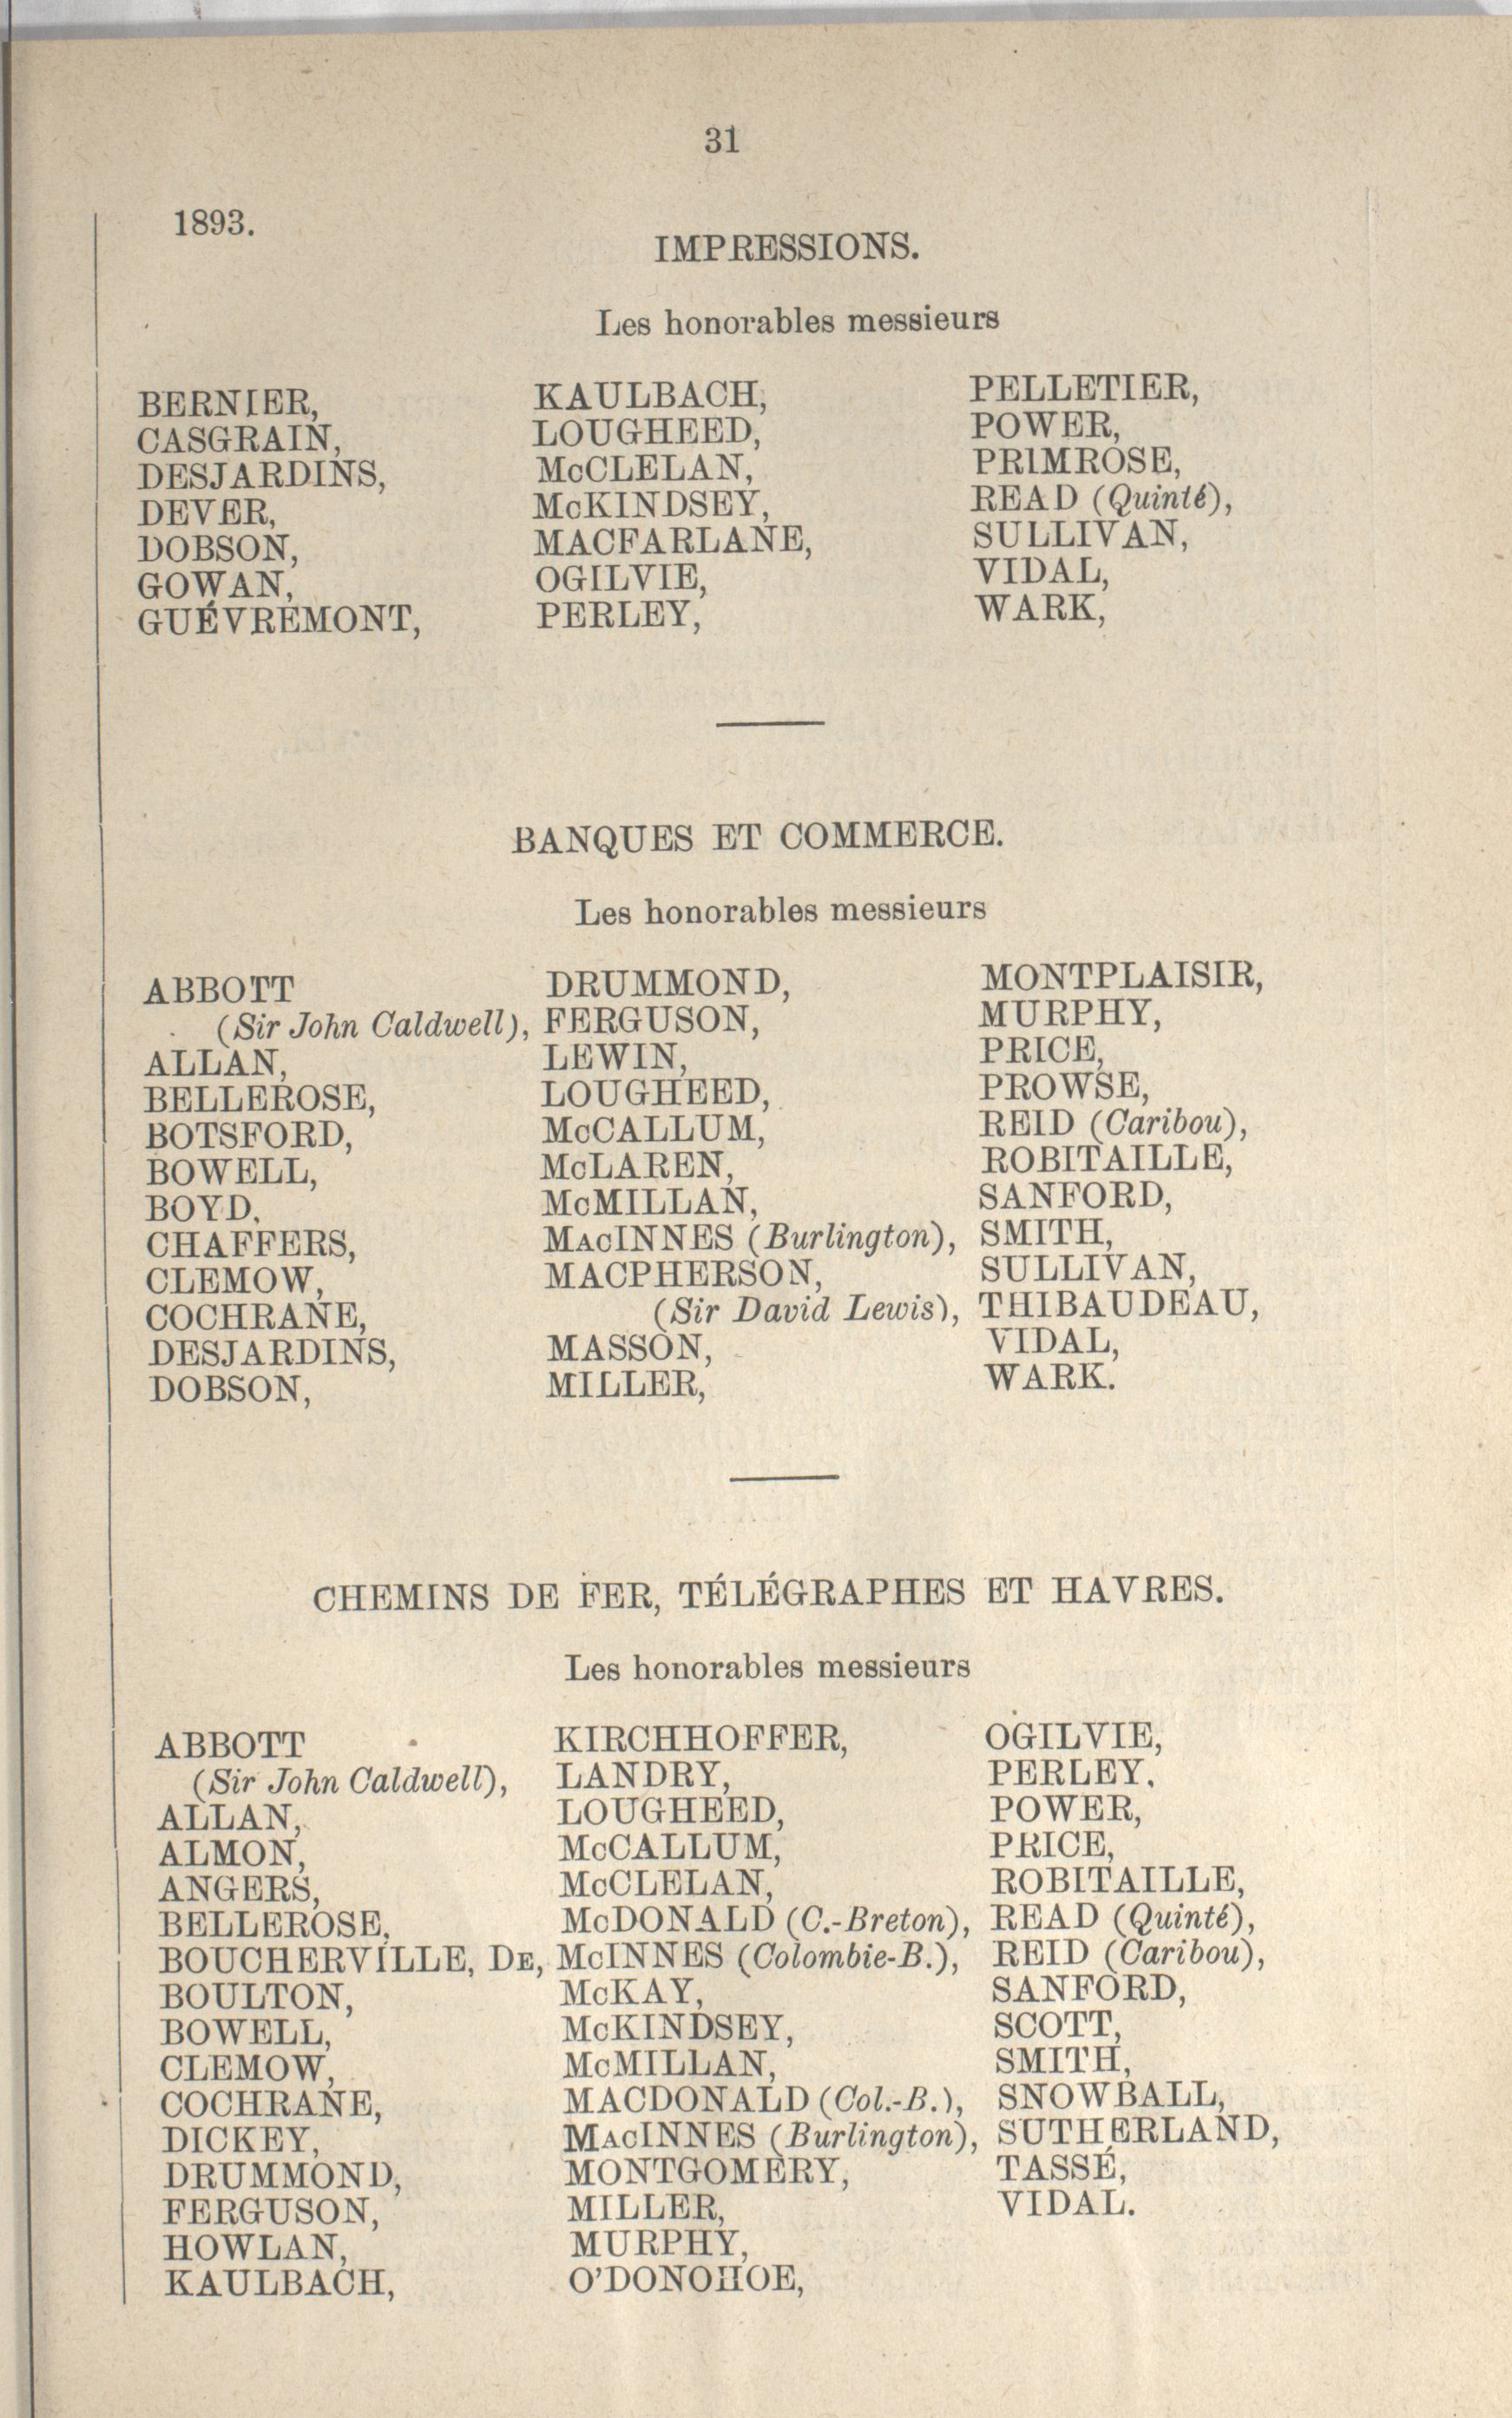 31
1893.
IMPRESSIONS.
Les honorables messieurs
BERNIER,
CASGRAIN,
DESJARDINS,
DEVER,
DOBSON,
GOWAN,
GUÉVREMONT,
KAULBACH,
LOUGHEED,
McCLELAN,
McKINDSEY,
MACFARLANE,
OGILVIE,
PERLEY,
PELLETIER,
POWER,
PRIMROSE,
READ (Quinté),
SULLIVAN,
VIDAL,
WARK,
BANQUES ET COMMERCE.
Les honorables messieurs
ABBOTT
(Sir John Caldwell),
ALLAN,
BELLEROSE,
BOTSFORD,
BOWELL,
BOYD,
CHAFFERS,
CLEMOW,
COCHRANE,
DESJARDINS,
DOBSON,
DRUMMOND,
FERGUSON,
LEWIN,
LOUGHEED,
McCALLUM,
McLAREN,
McMILLAN,
MacINNES (Burlington),
MACPHERSON,
(Sir David Lewis),
MASSON,
MILLER,
MONTPLAISIR,
MURPHY,
PRICE,
PROWSE,
REID (Caribou),
ROBITAILLE,
SANFORD,
SMITH,
SULLIVAN,
THIBAUDEAU,
VIDAL,
WARK.
CHEMINS DE FER, TÉLÉGRAPHES ET HAVRES.
Les honorables messieurs
ABBOTT
(Sir John Caldwell),
ALLAN,
ALMON,
ANGERS,
BELLEROSE,
BOUCHERVILLE, De,
BOULTON,
BOWELL,
CLEMOW,
COCHRANE,
DICKEY,
DRUMMOND,
FERGUSON,
HOWLAN,
KAULBACH,
KIRCHHOFFER,
LANDRY,
LOUGHEED,
McCALLUM,
McCLELAN,
McDONALD (C.-Breton),
McINNES (Colombie-B.),
McKAY,
McKINDSEY,
McMILLAN,
MACDONALD (Col.-B.),
MacINNES (Burlington),
MONTGOMERY,
MILLER,
MURPHY,
O'DONOHOE,
OGILVIE,
PERLEY,
POWER,
PRICE,
ROBITAILLE,
READ (Quinté),
REID (Caribou),
SANFORD,
SCOTT,
SMITH,
SNOWBALL,
SUTHERLAND,
TASSÉ,
VIDAL.